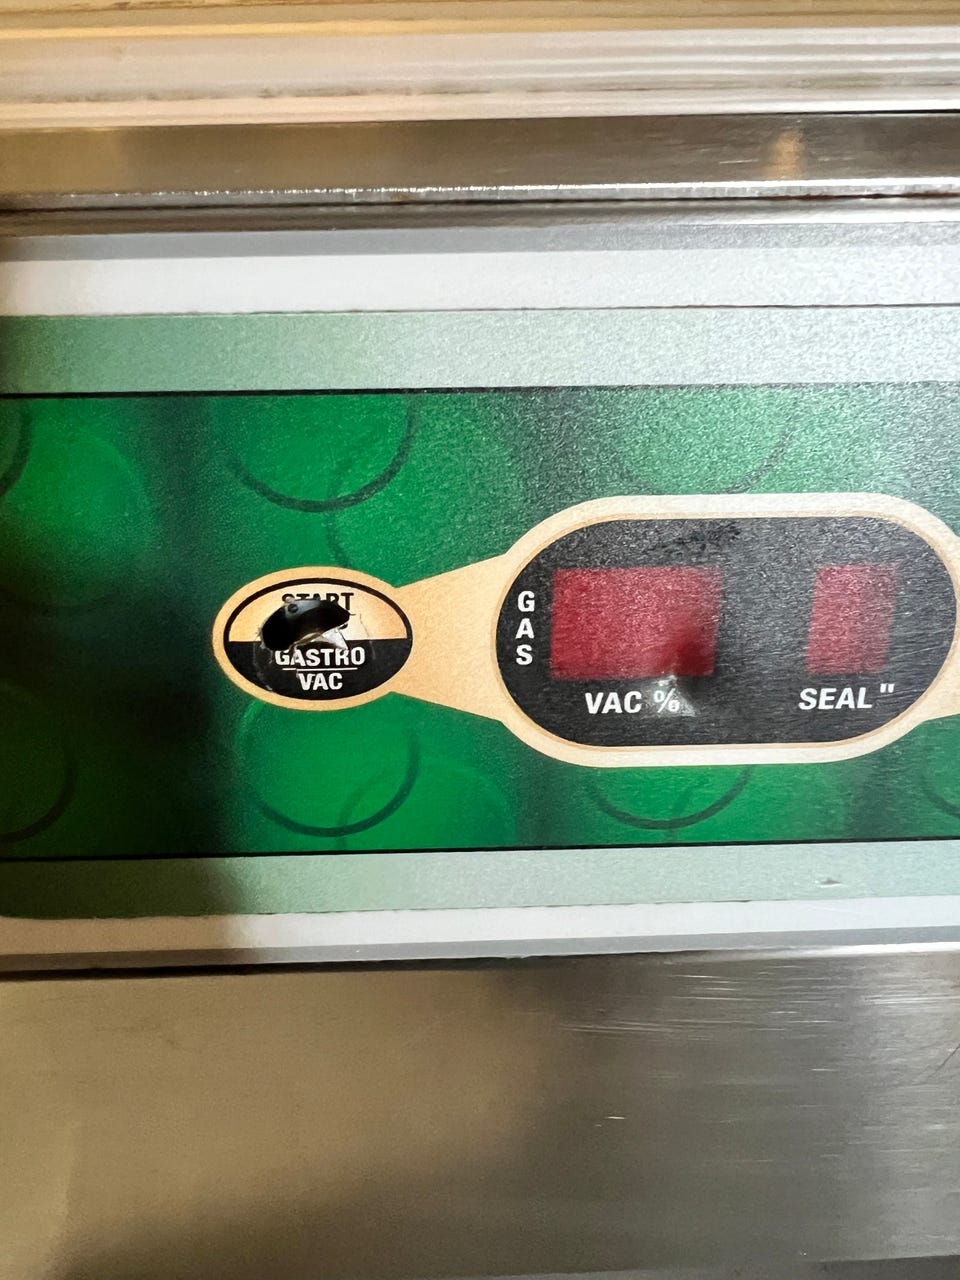 START
GASTRO
VAC
GAS
VAC %
SEAL "